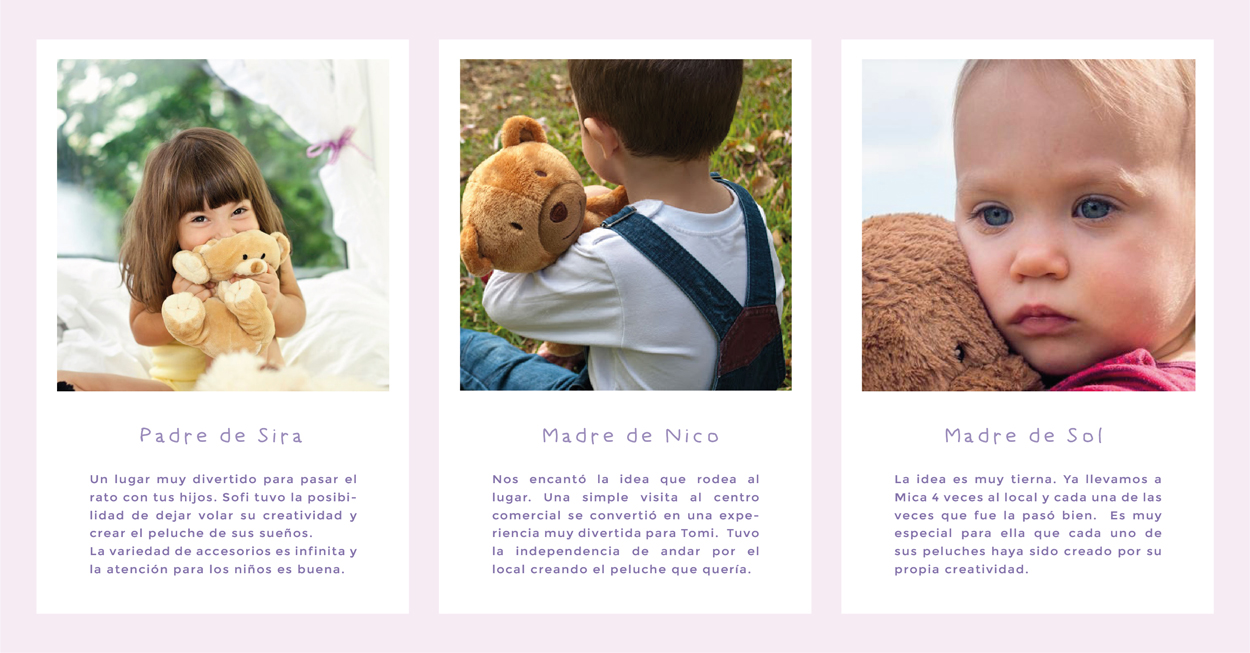 Padre de Sira
Un lugar muy divertido para pasar el
rato con tus hijos. Sofi tuvo la posibi-
lidad de dejar volar su creatividad y
crear el peluche de sus sueños.
La variedad de accesorios es infinita y
la atención para los niños es buena.
Madre de Nico
Nos encantó la idea que rodea al
lugar. Una simple visita al centro
comercial se convirtió en una expe-
riencia muy divertida para Tomi. Tuvo
la independencia de andar por el
local creando el peluche que quería.
Madre de Sol
La idea es muy tierna. Ya llevamos a
Mica 4 veces al local y cada una de las
veces que fue la pasó bien. Es muy
especial para ella que cada uno de
sus peluches haya sido creado por su
propia creatividad.